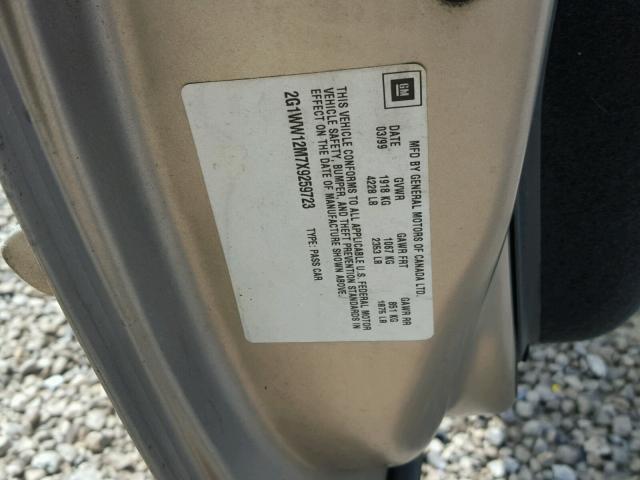 GM
MFD BY GENERAL MOTORS OF CANADA LTD.
DATE GVWR GAWR FRT GAWR RR
03/99 1918 KG 1067 KG 851 KG
4228 LB 2353 LB 1875 LB
THIS VEHICLE CONFORMS TO ALL APPLICABLE U.S. FEDERAL MOTOR
VEHICLE SAFETY, BUMPER, AND THEFT PREVENTION STANDARDS IN
EFFECT ON THE DATE OF MANUFACTURE SHOWN ABOVE.
2G1WW12M7X9259723 TYPE: PASS CAR